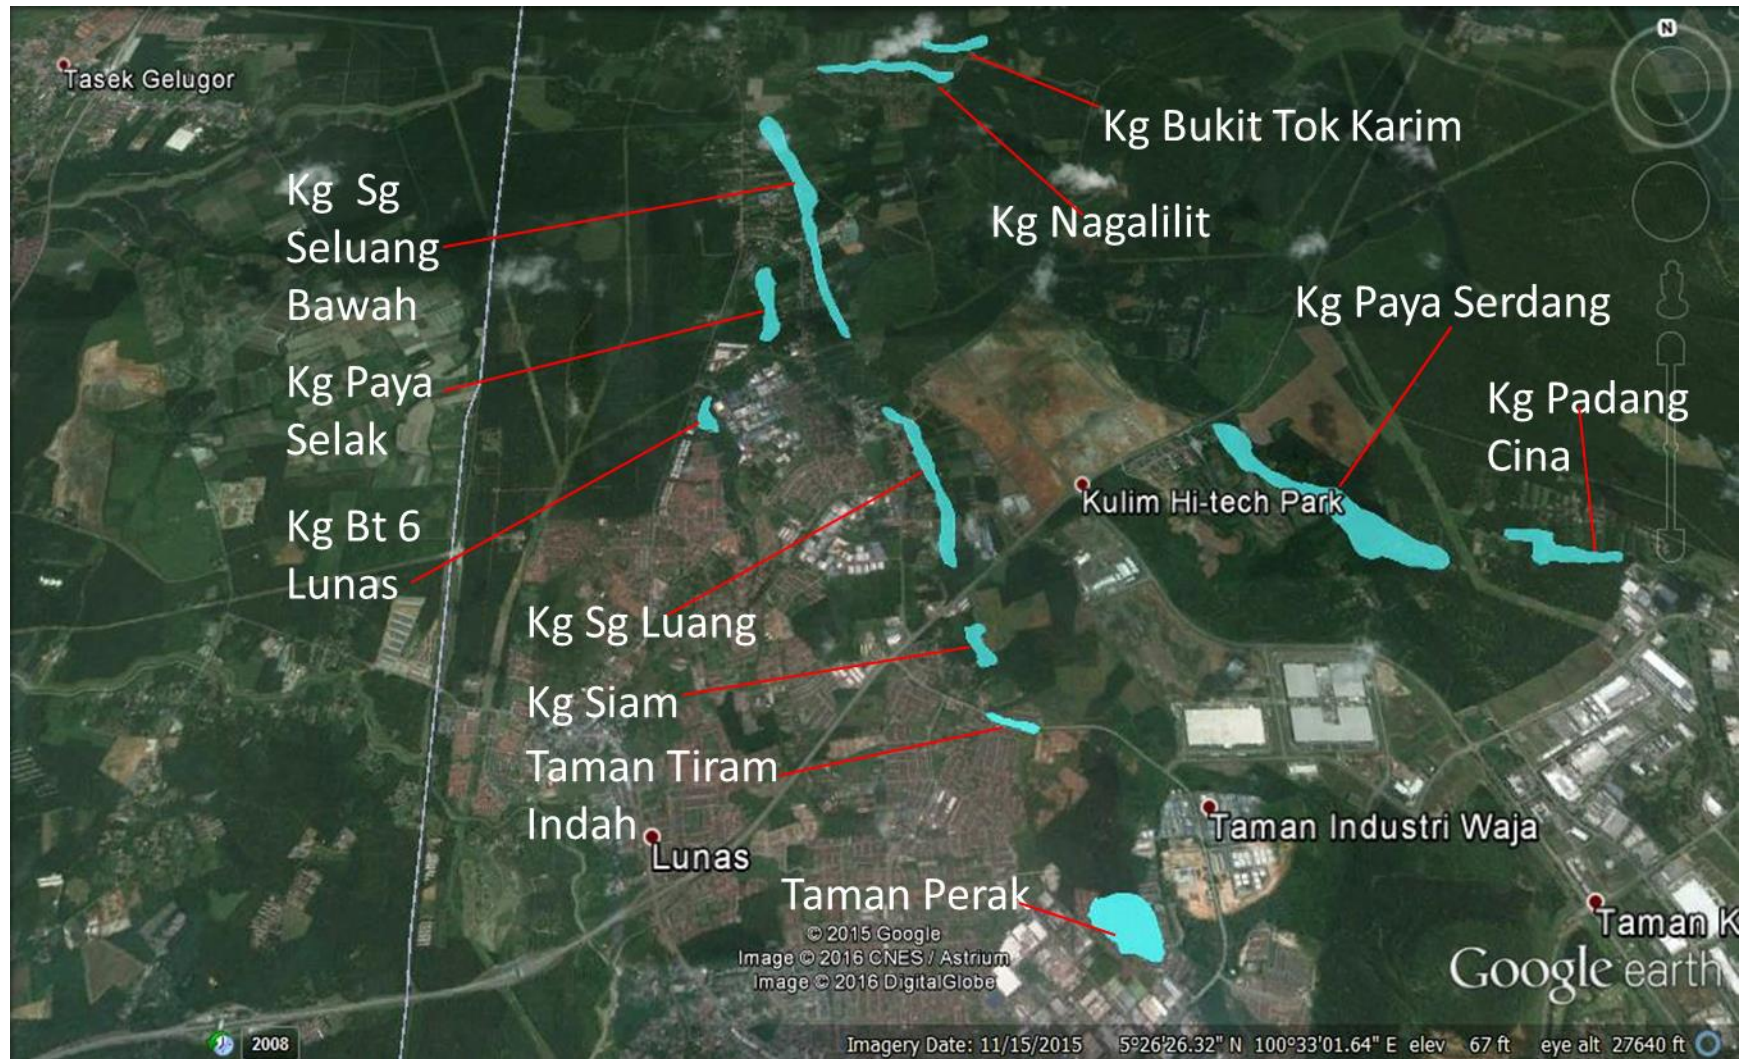 N
Tasek Gelugor
Kg Bukit Tok Karim
Kg Sg
Seluang
Bawah
Kg Nagalilit
Kg Paya Serdang
Kg Paya
Selak
Kg Padang
Cina
Kulim Hi-tech Park
Kg Bt 6
Lunas
Kg Sg Luang
Kg Siam
Taman Tiram
Indah
Lunas
Taman Industri Waja
Taman Perak
Taman K
© 2015 Google
Image © 2016 CNES / Astrium
Image © 2016 DigitalGlobe
Google earth
2008
Imagery Date: 11/15/2015 5°26'26.32" N 100°33'01.64" E elev 67 ft eye alt 27640 ft